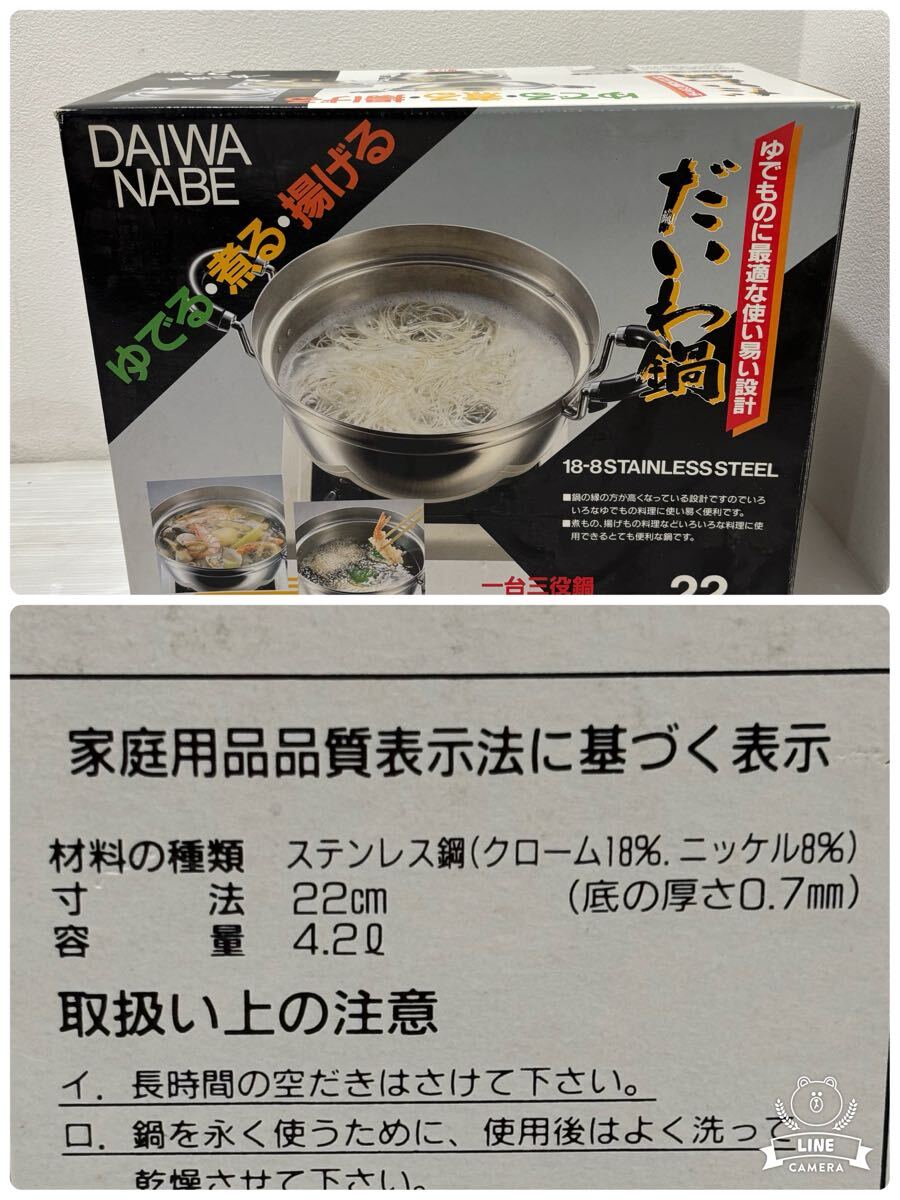 ゆでる・煮る・揚げる
DAIWA
NABE
ゆでる・煮る・揚げる
だいわ鍋
ゆでものに最適な使い易い設計
18-8 STAINLESS STEEL
■鍋の縁の方が高くなっている設計ですのでいろ
いろなゆでもの料理に使い易く便利です。
■煮もの、揚げもの料理などいろいろな料理に使
用できるとても便利な鍋です。
一台三役鍋
22
家庭用品品質表示法に基づく表示
材料の種類 ステンレス鋼(クローム18%.ニッケル8%)
寸法 22cm (底の厚さ0.7mm)
容量 4.2ℓ
取扱い上の注意
イ. 長時間の空だきはさけて下さい。
ロ. 鍋を永く使うために、使用後はよく洗って
乾燥させて下さい。
LINE
CAMERA